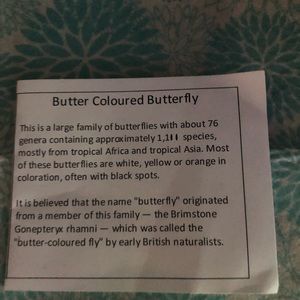 Butter Coloured Butterfly
This is a large family of butterflies with about 76
genera containing approximately species,
mostly from tropical Africa and tropical Asia. Most
of these butterflies are white, yellow or orange in
coloration, often with black spots.
It is believed that the name "butterfly" originated
from a member of this family — the Brimstone
Gonepteryx rhamni — which was called the
"butter-coloured fly" by early British naturalists.